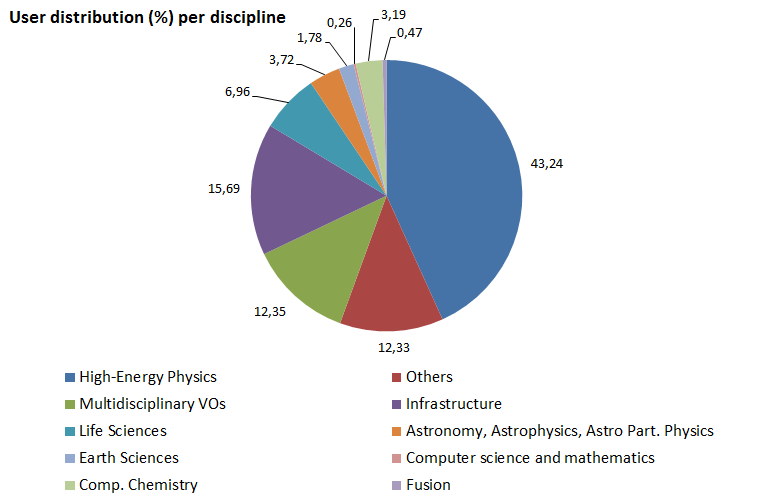 User distribution (%) per discipline
0,26
3,19
0,47
1,78
3,72
6,96
43,24
15,69
12,35
12,33
High-Energy Physics
Others
Multidisciplinary VOs
Infrastructure
Life Sciences
Astronomy, Astrophysics, Astro Part. Physics
Earth Sciences
Computer science and mathematics
Comp. Chemistry
Fusion